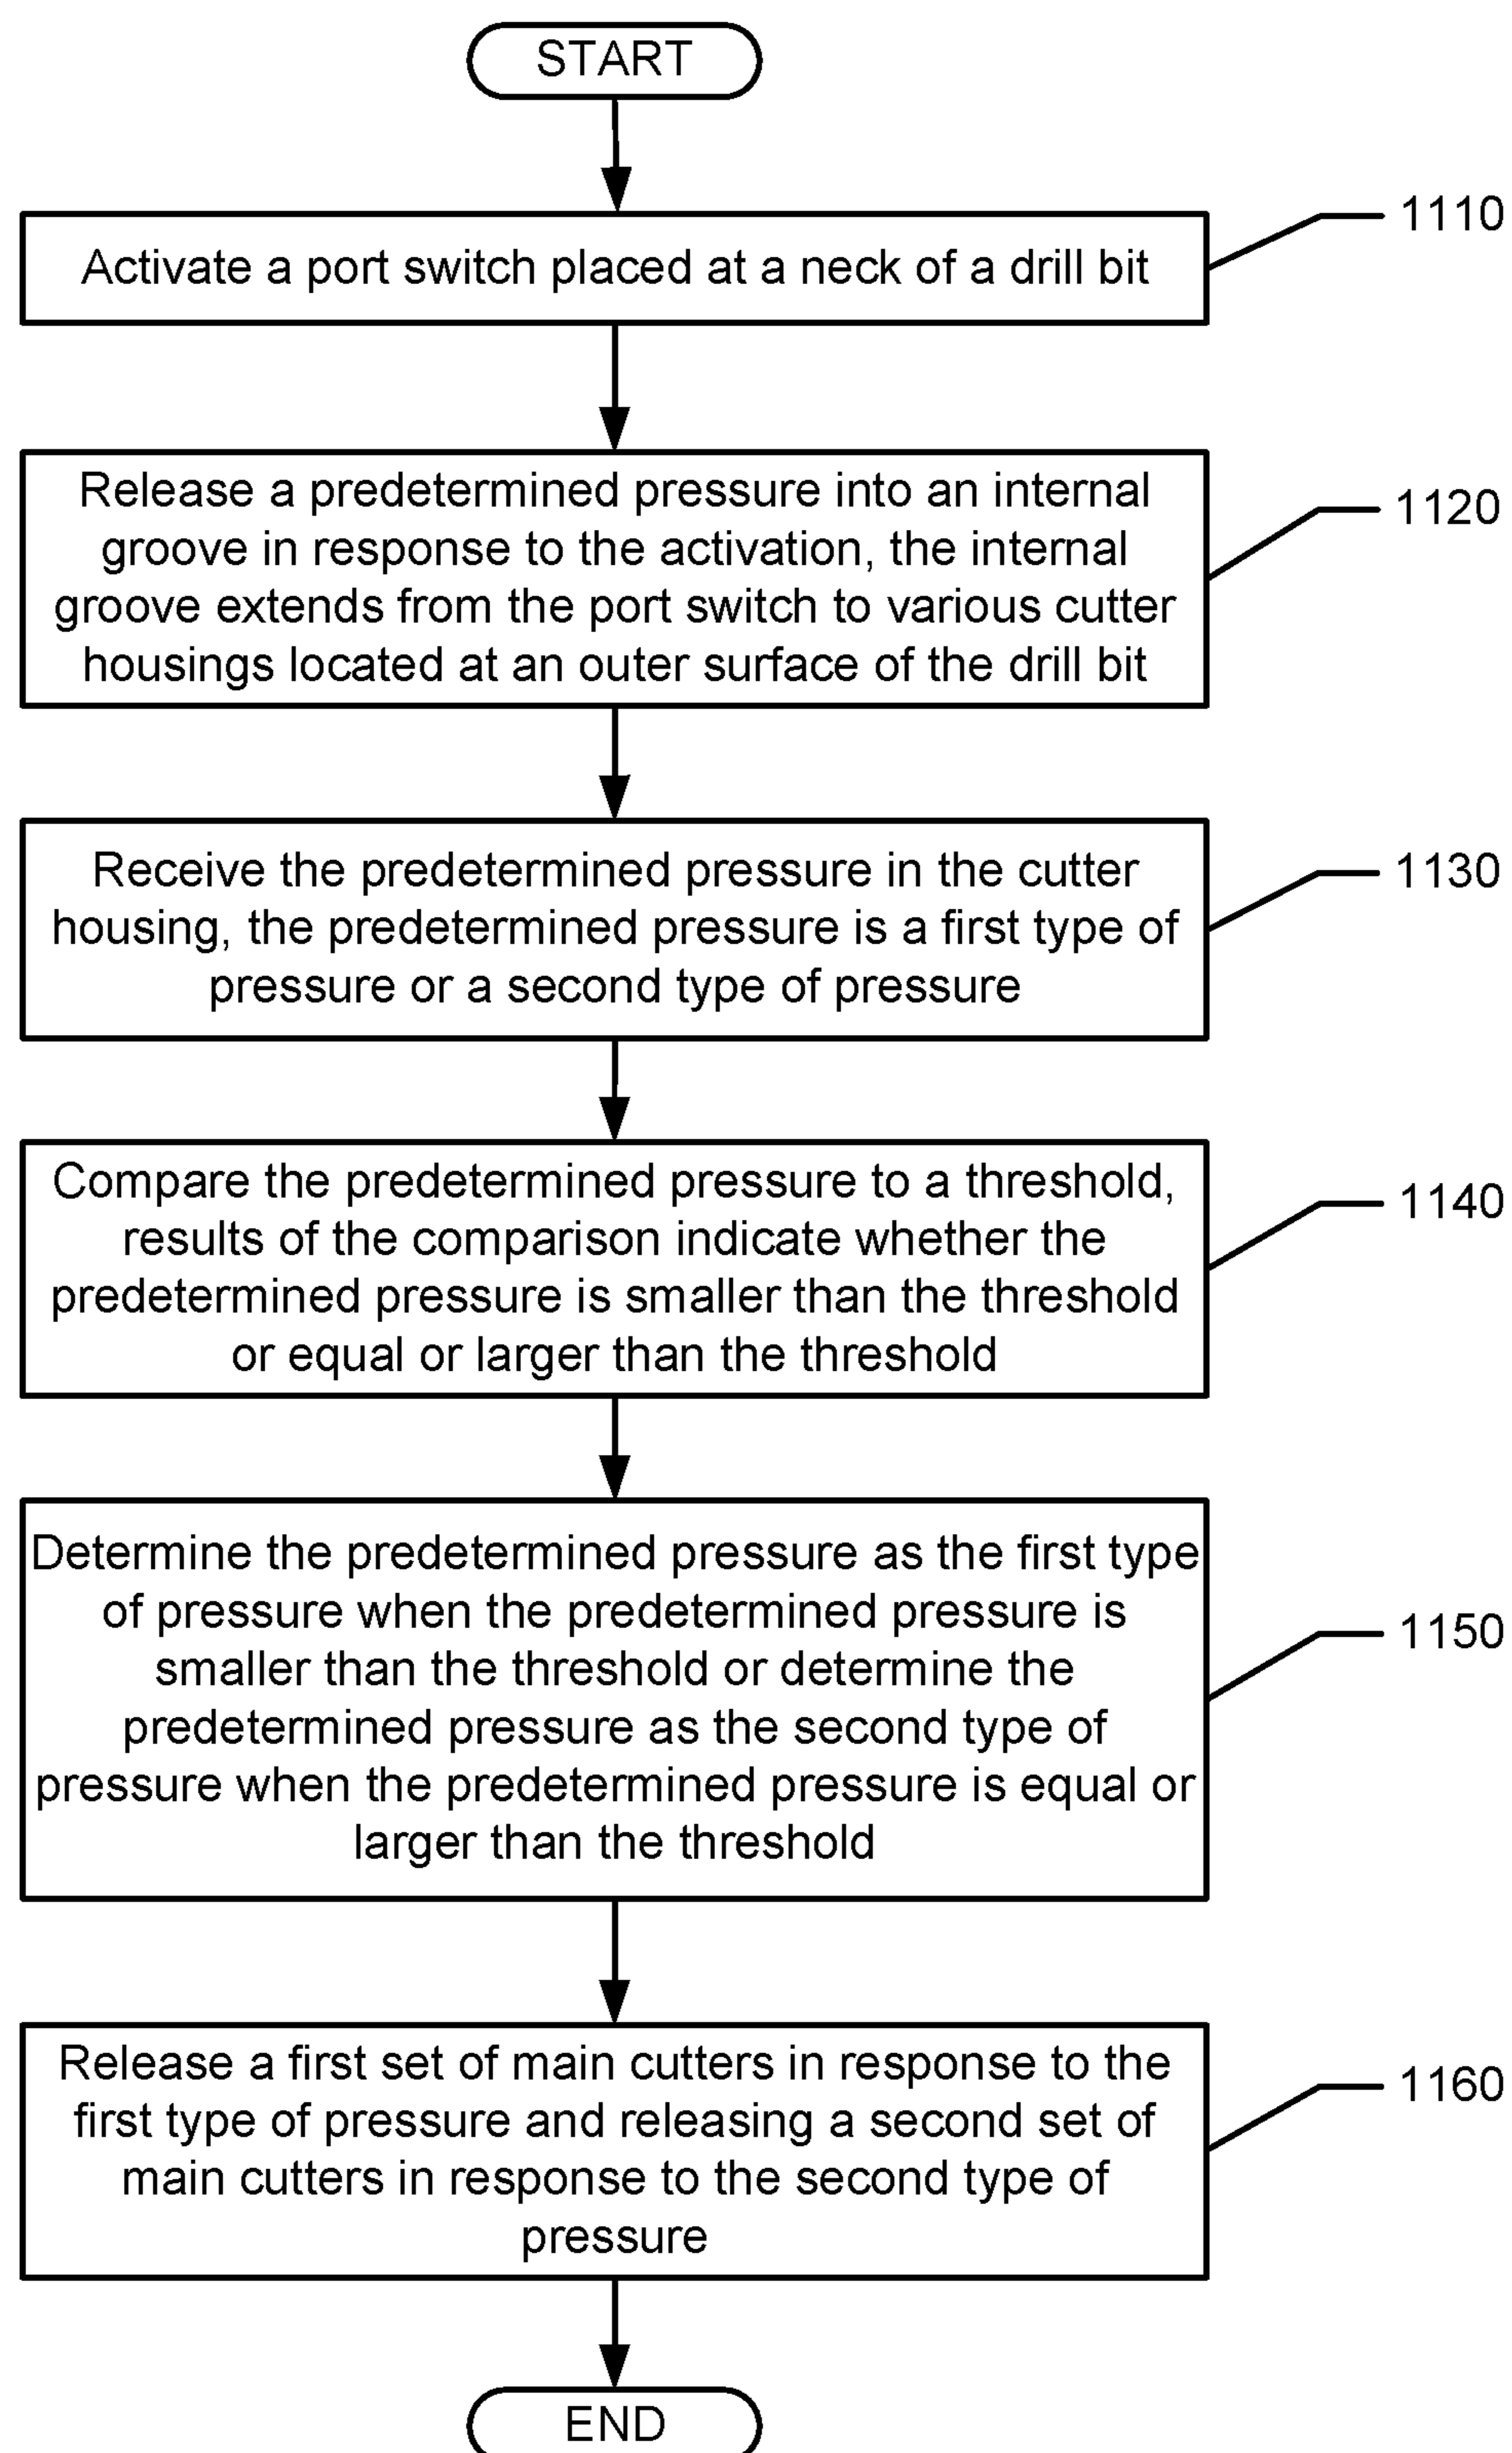 START
Activate a port switch placed at a neck of a drill bit
1110
Release a predetermined pressure into an internal
groove in response to the activation, the internal
groove extends from the port switch to various cutter
housings located at an outer surface of the drill bit
1120
Receive the predetermined pressure in the cutter
housing, the predetermined pressure is a first type of
pressure or a second type of pressure
1130
Compare the predetermined pressure to a threshold,
results of the comparison indicate whether the
predetermined pressure is smaller than the threshold
or equal or larger than the threshold
1140
Determine the predetermined pressure as the first type
of pressure when the predetermined pressure is
smaller than the threshold or determine the
predetermined pressure as the second type of
pressure when the predetermined pressure is equal or
larger than the threshold
1150
Release a first set of main cutters in response to the
first type of pressure and releasing a second set of
main cutters in response to the second type of
pressure
1160
END